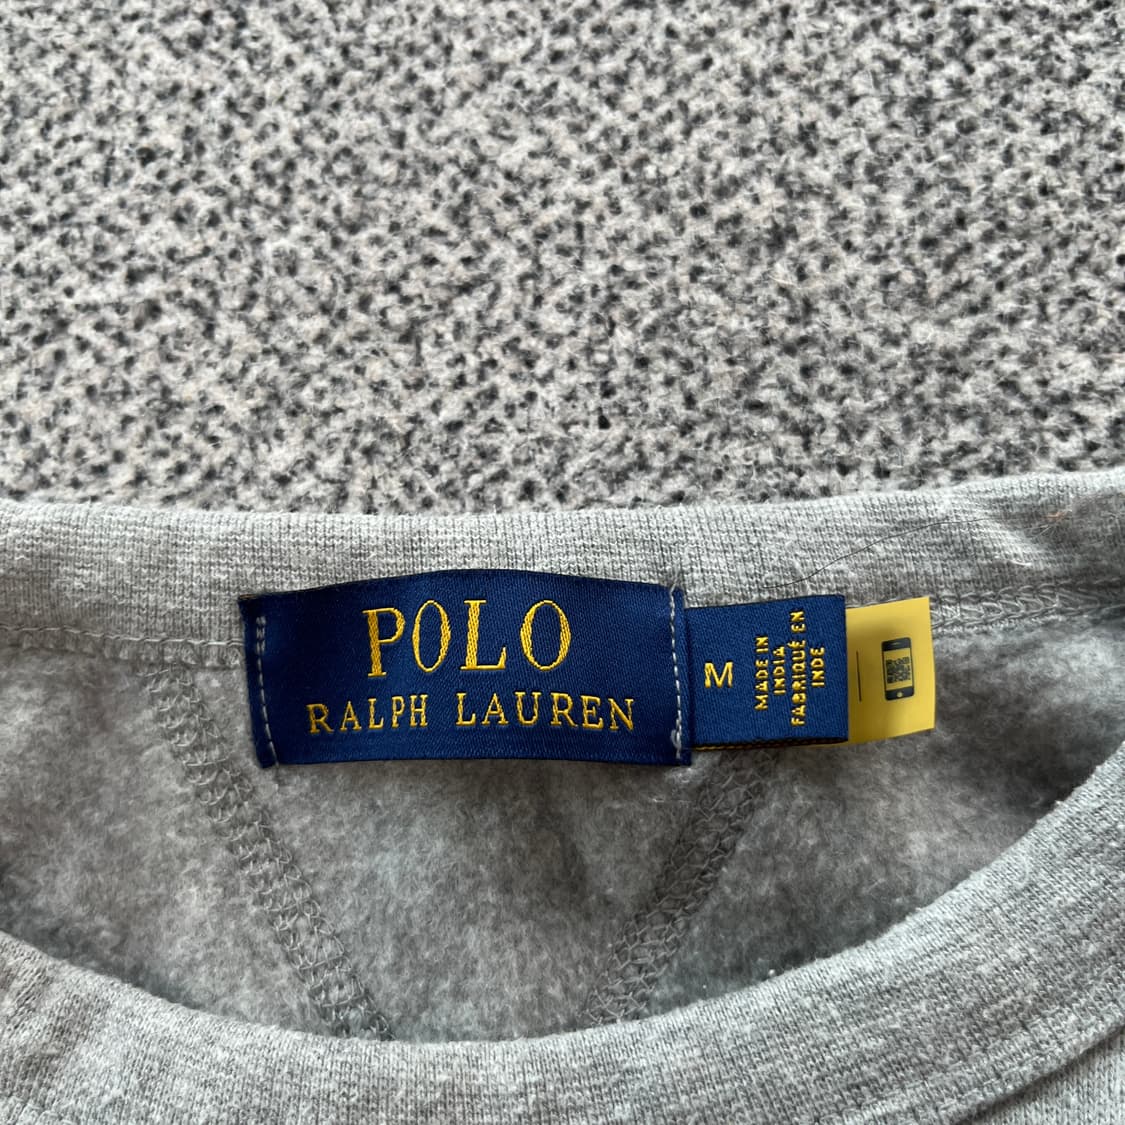 POLO
RALPH LAUREN
M
MADE IN
INDIA
FABRIQUÉ EN
INDE